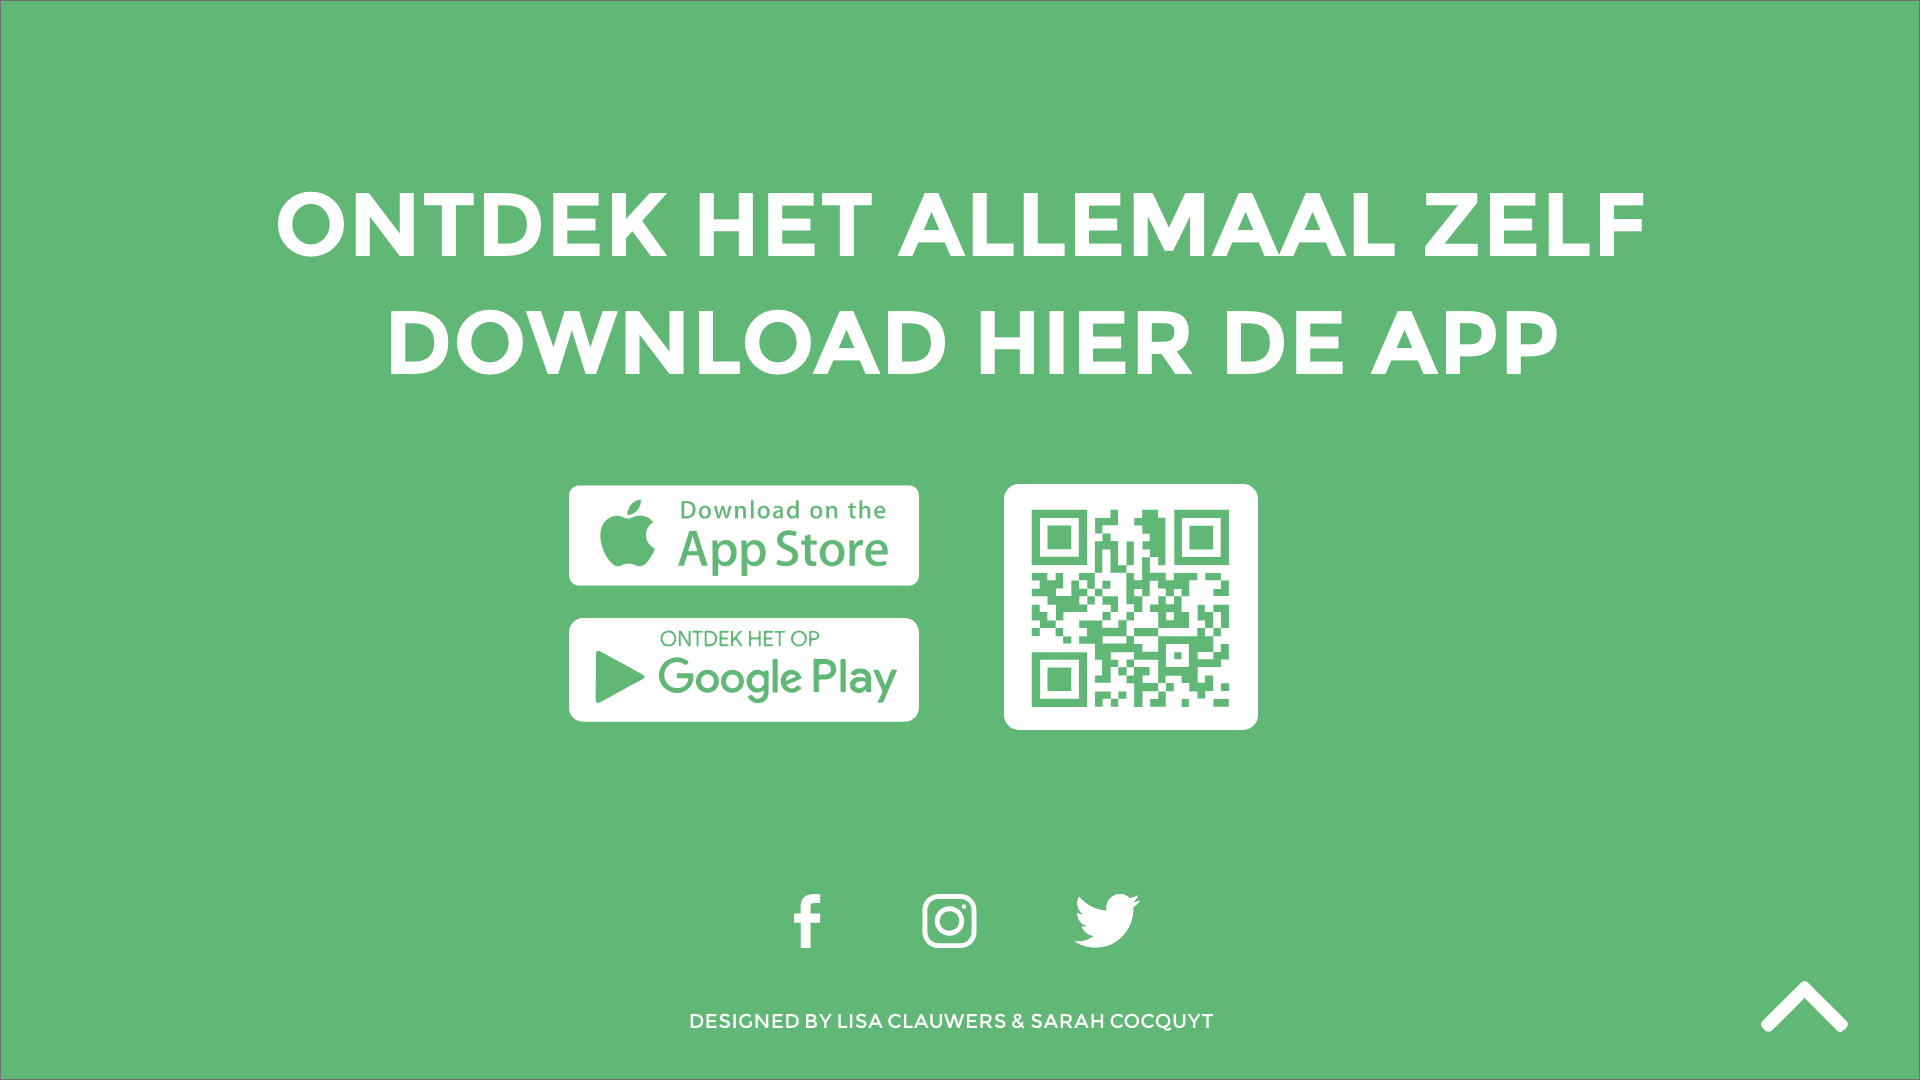 ONTDEK HET ALLEMAAL ZELF
DOWNLOAD HIER DE APP
Download on the
App Store
ONTDEK HET OP
Google Play
DESIGNED BY LISA CLAUWERS & SARAH COCQUYT